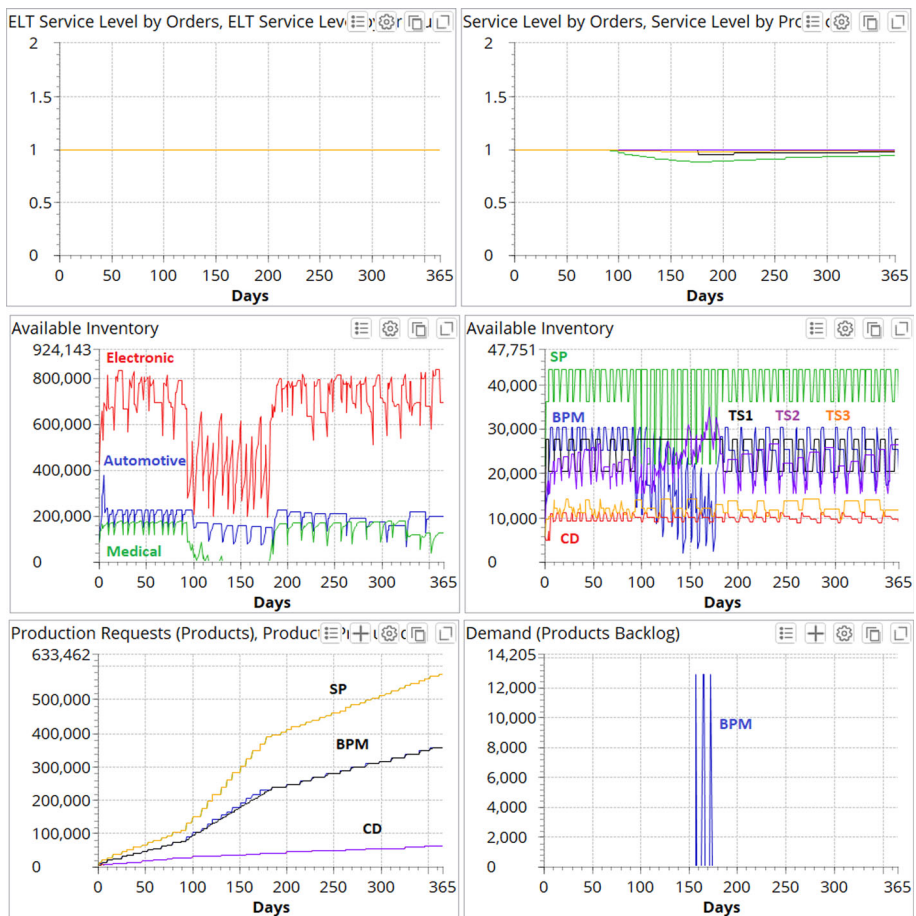 ELT Service Level by Orders, ELT Service Level by
2
1.5
1
0.5
0
0 50 100 150 200 250 300 365
Days
Service Level by Orders, Service Level by
2
1.5
1
0.5
0
0 50 100 150 200 250 300 365
Days
Available Inventory
924,143
800,000
600,000
400,000
200,000
0
Electronic
Automotive
Medical
0 50 100 150 200 250 300 365
Days
Available Inventory
47,751
40,000
30,000
20,000
10,000
0
SP
BPM
TS1 TS2 TS3
CD
0 50 100 150 200 250 300 365
Days
Production Requests (Products),
633,462
500,000
400,000
300,000
200,000
100,000
0
SP
BPM
CD
0 50 100 150 200 250 300 365
Days
Demand (Products Backlog)
14,205
12,000
10,000
8,000
6,000
4,000
2,000
0
BPM
0 50 100 150 200 250 300 365
Days